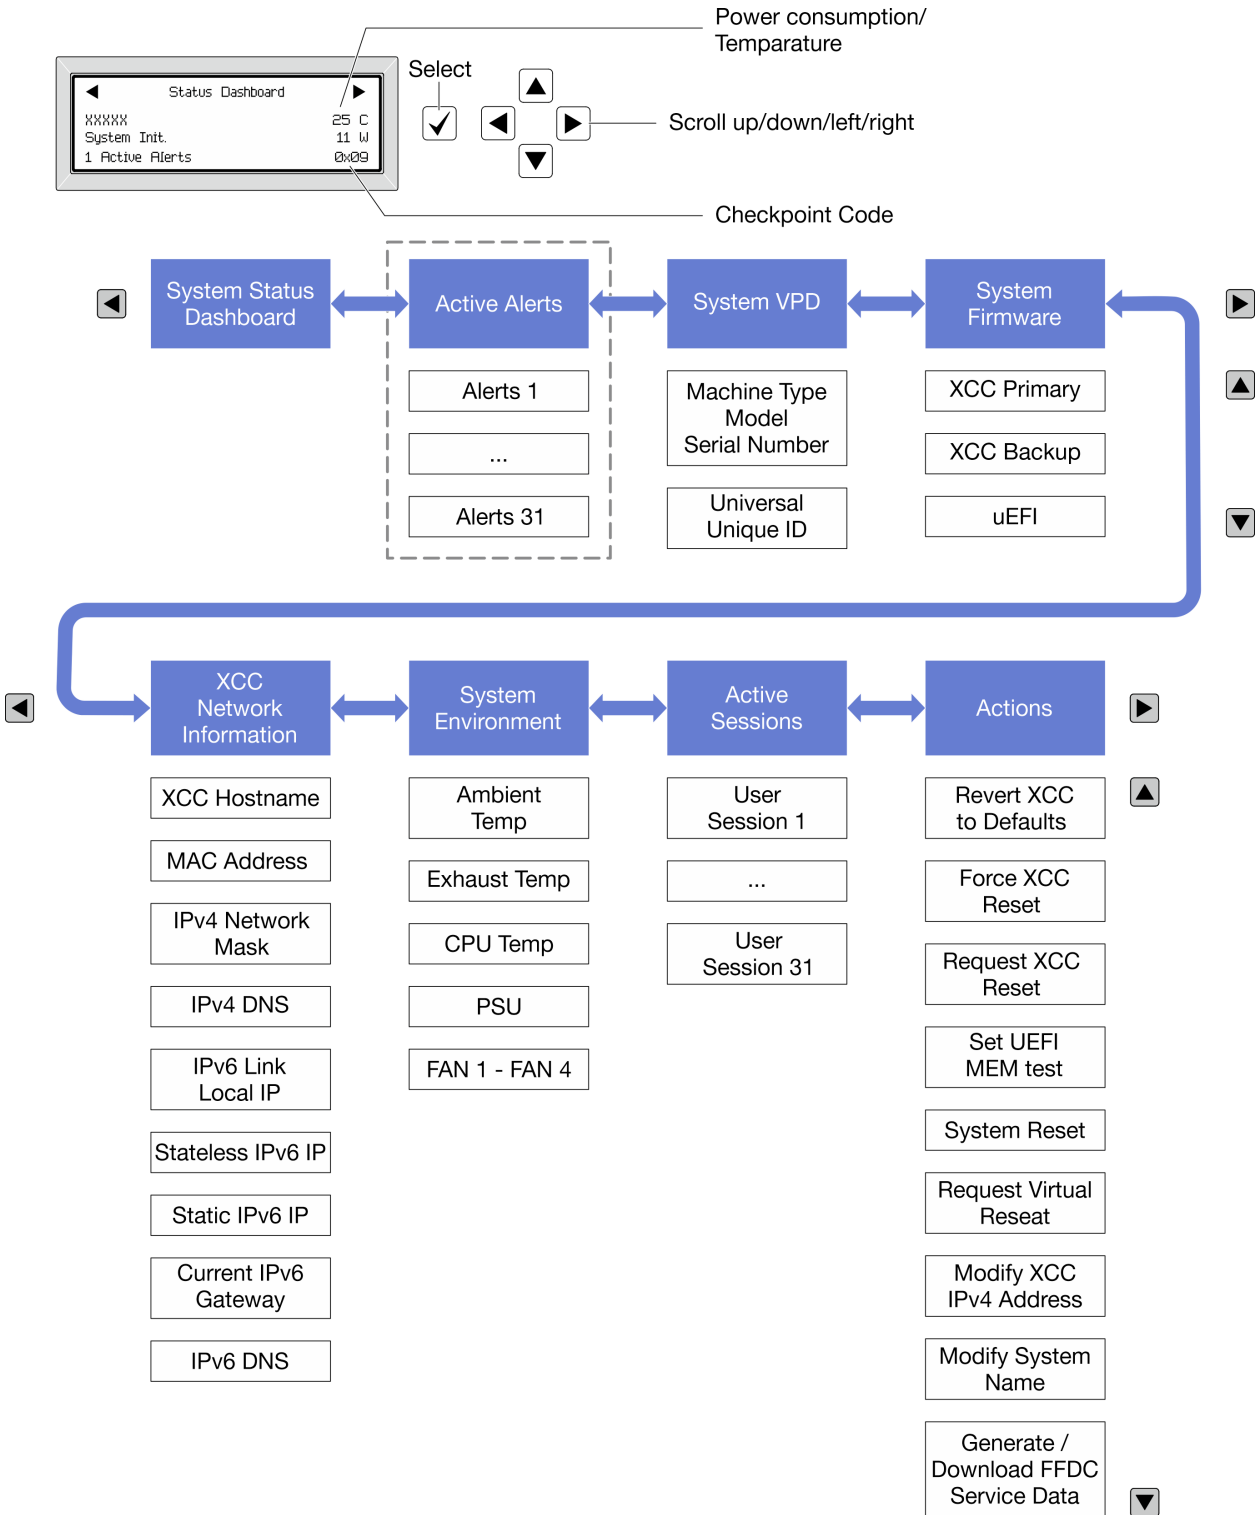 Power consumption/
Temparature
Select
Status Dashboard
XXXXX 25 C
System Init. 11 W
1 Active Alerts 0x09
Scroll up/down/left/right
Checkpoint Code
System Status
Dashboard
Active Alerts
System VPD
System
Firmware
Alerts 1
...
Alerts 31
Machine Type
Model
Serial Number
Universal
Unique ID
XCC Primary
XCC Backup
uEFI
XCC
Network
Information
System
Environment
Active
Sessions
Actions
XCC Hostname
MAC Address
IPv4 Network
Mask
IPv4 DNS
IPv6 Link
Local IP
Stateless IPv6 IP
Static IPv6 IP
Current IPv6
Gateway
IPv6 DNS
Ambient
Temp
Exhaust Temp
CPU Temp
PSU
FAN 1 - FAN 4
User
Session 1
...
User
Session 31
Revert XCC
to Defaults
Force XCC
Reset
Request XCC
Reset
Set UEFI
MEM test
System Reset
Request Virtual
Reseat
Modify XCC
IPv4 Address
Modify System
Name
Generate /
Download FFDC
Service Data